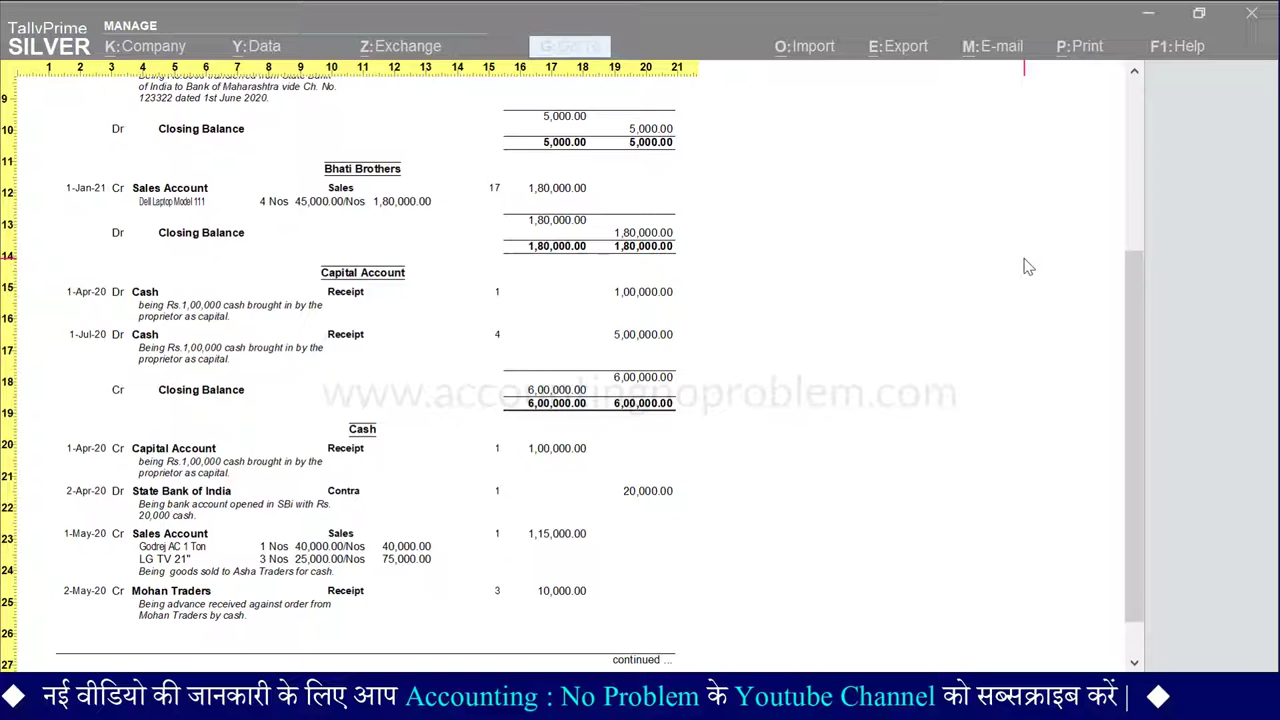 TallyPrime
SILVER
MANAGE
K:Company Y:Data Z:Exchange O:Import E:Export M:E-mail P:Print F1:Help
1 2 3 4 5 6 7 8 9 10 11 12 13 14 15 16 17 18 19 20 21
of India to Bank of Maharashtra vide Ch. No.
9 123322 dated 1st June 2020.
5,000.00
10 Dr Closing Balance 5,000.00
5,000.00 5,000.00
11
Bhati Brothers
12 1-Jan-21 Cr Sales Account Sales 17 1,80,000.00
Dell Laptop Model 111 4 Nos 45,000.00/Nos 1,80,000.00
13 1,80,000.00
Dr Closing Balance 1,80,000.00
1,80,000.00 1,80,000.00
14
Capital Account
15 1-Apr-20 Dr Cash Receipt 1 1,00,000.00
being Rs.1,00,000 cash brought in by the
16 proprietor as capital.
1-Jul-20 Dr Cash Receipt 4 5,00,000.00
17 Being Rs.1,00,000 cash brought in by the
proprietor as capital.
18 6,00,000.00
Cr Closing Balance 6,00,000.00
www.accountingnoproblem.com
6,00,000.00 6,00,000.00
19
Cash
20 1-Apr-20 Cr Capital Account Receipt 1 1,00,000.00
being Rs.1,00,000 cash brought in by the
21 proprietor as capital.
2-Apr-20 Dr State Bank of India Contra 1 20,000.00
22 Being bank account opened in SBi with Rs.
20,000 cash.
23 1-May-20 Cr Sales Account Sales 1 1,15,000.00
Godrej AC 1 Ton 1 Nos 40,000.00/Nos 40,000.00
LG TV 21" 3 Nos 25,000.00/Nos 75,000.00
24 Being goods sold to Asha Traders for cash.
2-May-20 Cr Mohan Traders Receipt 3 10,000.00
25 Being advance received against order from
Mohan Traders by cash.
26
27 continued ...
नई वीडियो की जानकारी के लिए आप Accounting : No Problem के Youtube Channel को सब्सक्राइब करें |